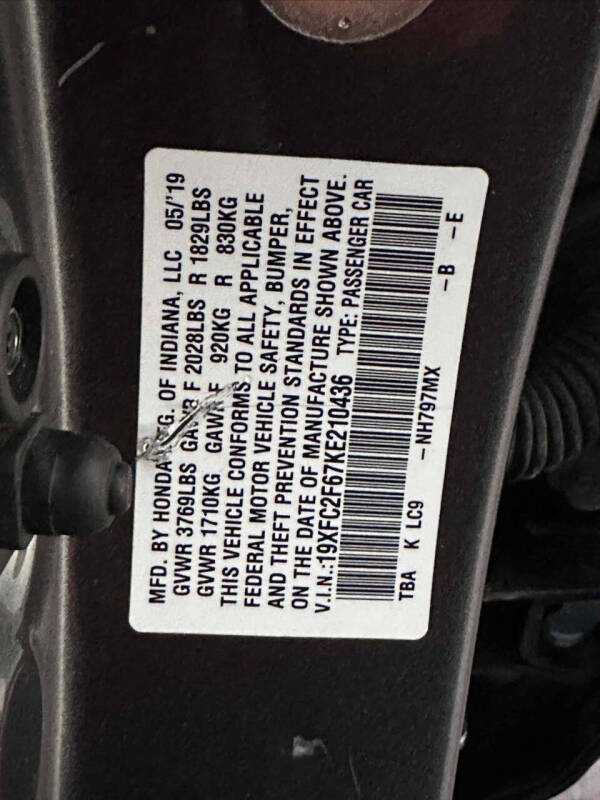 MFD. BY HONDA MFG. OF INDIANA, LLC 05/'19
GVWR 3769LBS GAWR F 2028LBS R 1829LBS
GVWR 1710KG GAWR F 920KG R 830KG
THIS VEHICLE CONFORMS TO ALL APPLICABLE
FEDERAL MOTOR VEHICLE SAFETY, BUMPER,
AND THEFT PREVENTION STANDARDS IN EFFECT
ON THE DATE OF MANUFACTURE SHOWN ABOVE.
V.I.N.:19XFC2F67KE210436 TYPE: PASSENGER CAR
TBA K LC9 -NH797MX -B -E